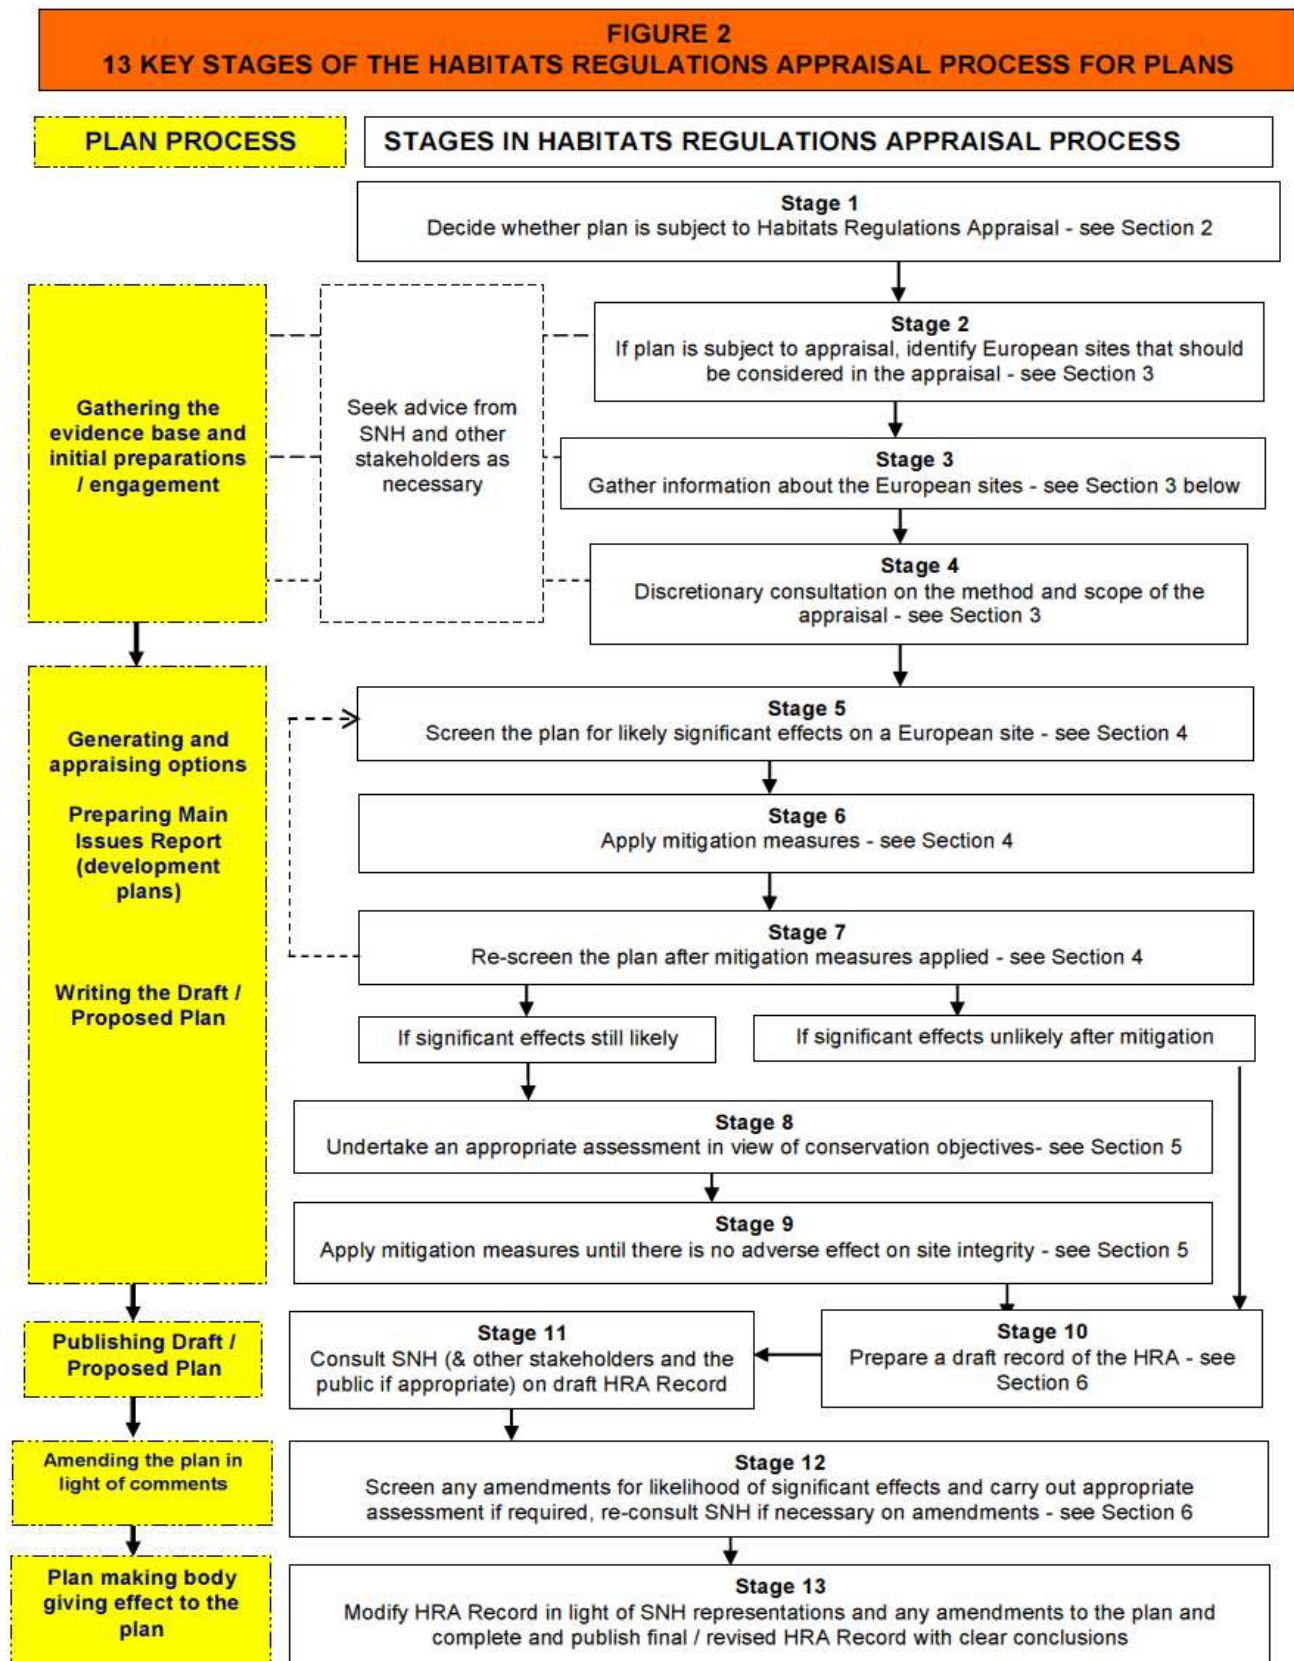 FIGURE 2
13 KEY STAGES OF THE HABITATS REGULATIONS APPRAISAL PROCESS FOR PLANS
PLAN PROCESS
STAGES IN HABITATS REGULATIONS APPRAISAL PROCESS
Stage 1
Decide whether plan is subject to Habitats Regulations Appraisal - see Section 2
Gathering the
evidence base and
initial preparations
/ engagement
Seek advice from
SNH and other
stakeholders as
necessary
Stage 2
If plan is subject to appraisal, identify European sites that should
be considered in the appraisal - see Section 3
Stage 3
Gather information about the European sites - see Section 3 below
Stage 4
Discretionary consultation on the method and scope of the
appraisal - see Section 3
Generating and
appraising options
Preparing Main
Issues Report
(development
plans)
Writing the Draft /
Proposed Plan
Stage 5
Screen the plan for likely significant effects on a European site - see Section 4
Stage 6
Apply mitigation measures - see Section 4
Stage 7
Re-screen the plan after mitigation measures applied - see Section 4
If significant effects still likely
If significant effects unlikely after mitigation
Stage 8
Undertake an appropriate assessment in view of conservation objectives- see Section 5
Stage 9
Apply mitigation measures until there is no adverse effect on site integrity - see Section 5
Publishing Draft /
Proposed Plan
Stage 11
Consult SNH (& other stakeholders and the
public if appropriate) on draft HRA Record
Stage 10
Prepare a draft record of the HRA - see
Section 6
Amending the plan in
light of comments
Stage 12
Screen any amendments for likelihood of significant effects and carry out appropriate
assessment if required, re-consult SNH if necessary on amendments - see Section 6
Plan making body
giving effect to the
plan
Stage 13
Modify HRA Record in light of SNH representations and any amendments to the plan and
complete and publish final / revised HRA Record with clear conclusions